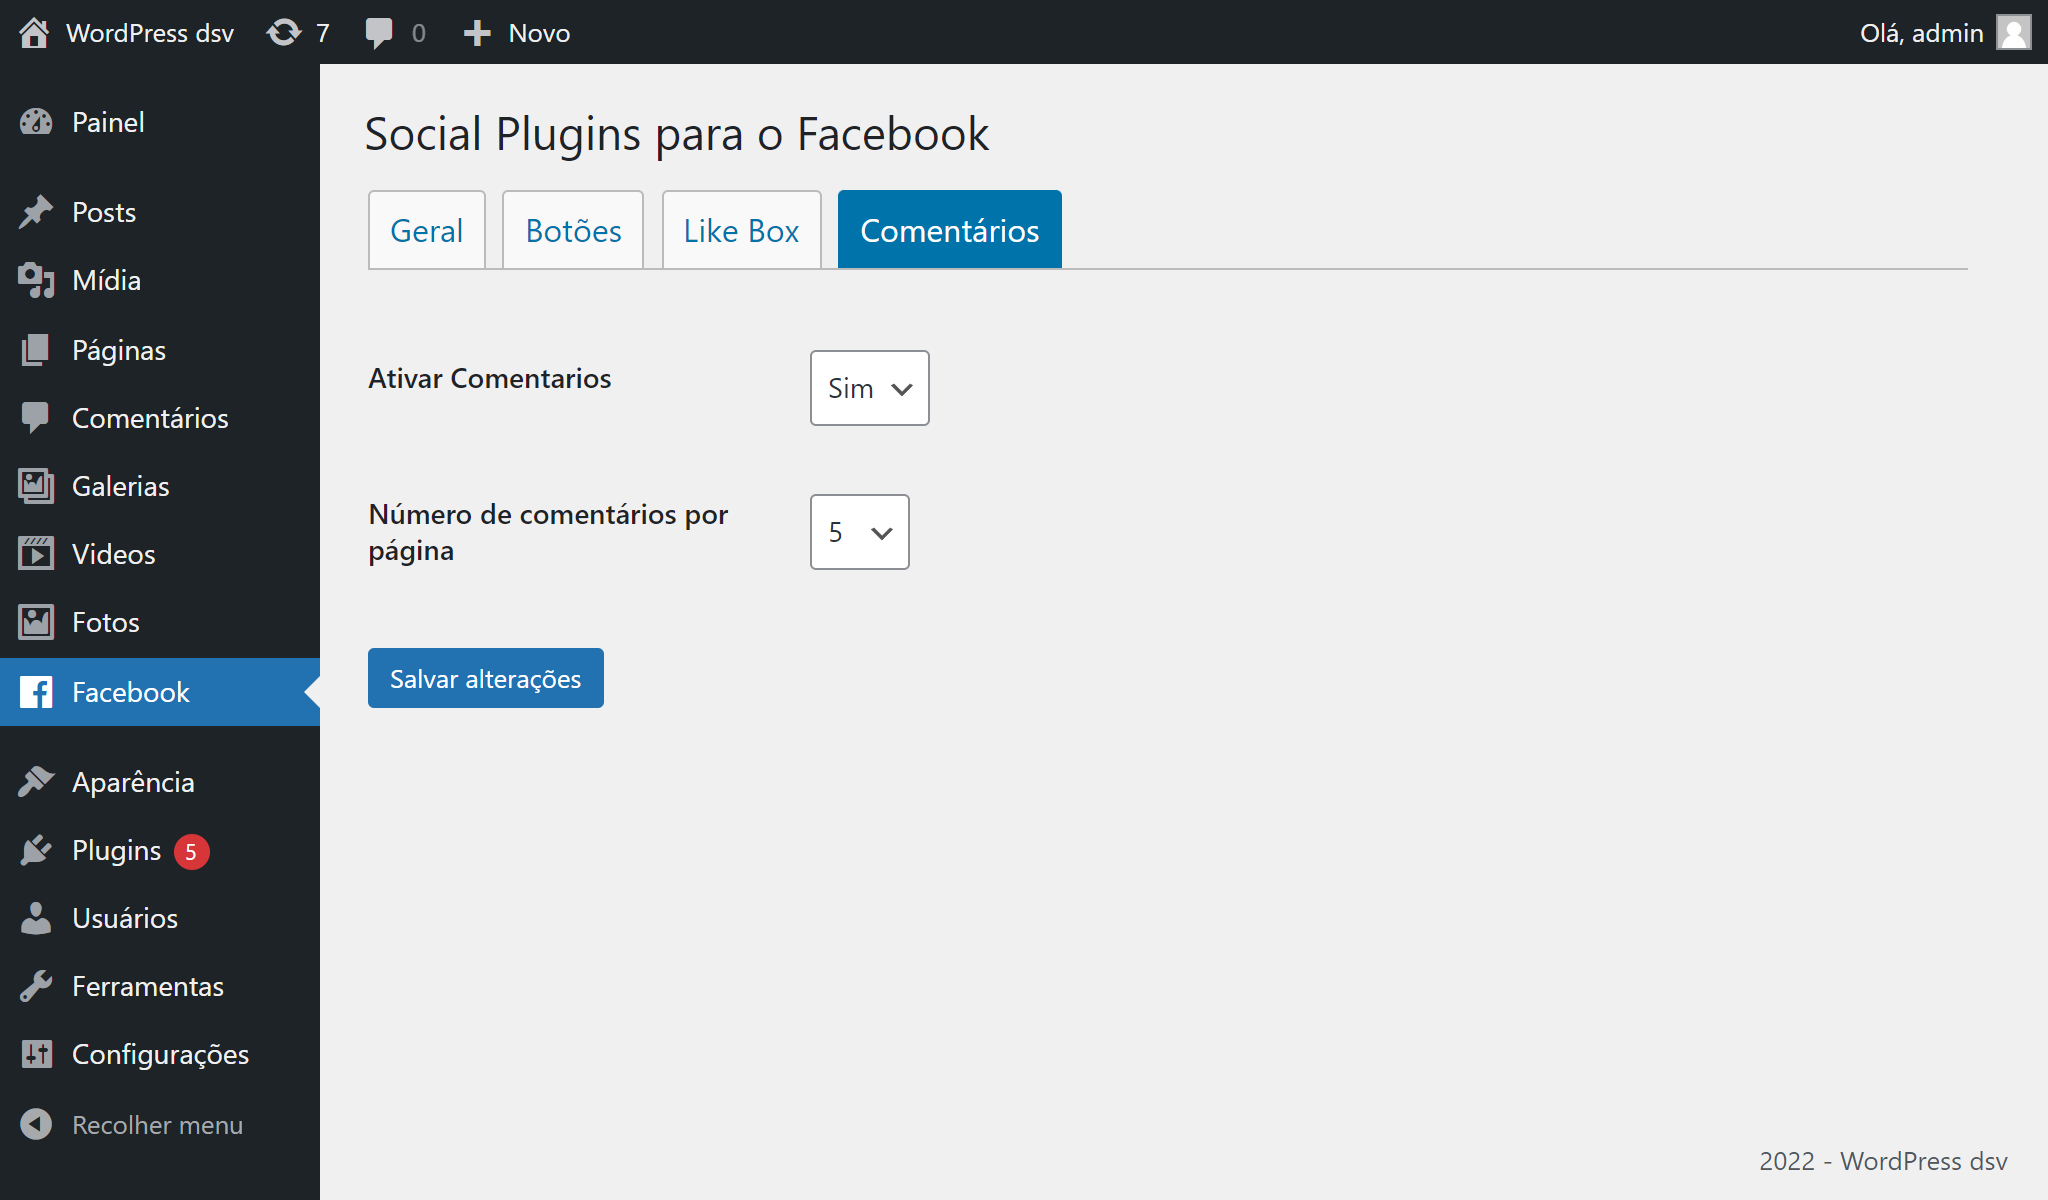 WordPress dsv 7 0 Novo Olá, admin
Painel
Posts
Mídia
Páginas
Comentários
Galerias
Videos
Fotos
Facebook
Aparência
Plugins 5
Usuários
Ferramentas
Configurações
Recolher menu
Social Plugins para o Facebook
Geral Botões Like Box Comentários
Ativar Comentarios Sim
Número de comentários por
página
5
Salvar alterações
2022 - WordPress dsv